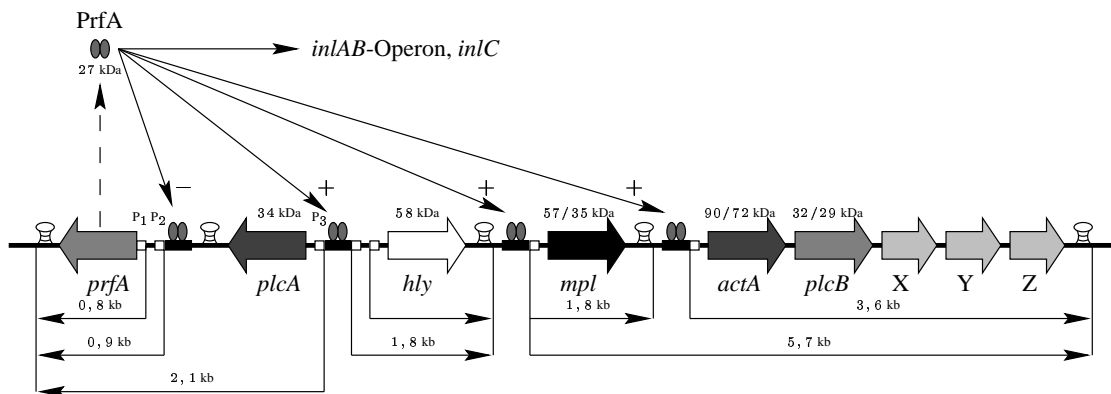 PrfA
27 kDa
inlAB-Operon, inlC
− + + +
P1 P2 34 kDa P3 58 kDa 57/35 kDa 90/72 kDa 32/29 kDa
prfA plcA hly mpl actA plcB X Y Z
0,8 kb 1,8 kb 3,6 kb
0,9 kb 1,8 kb 5,7 kb
2,1 kb